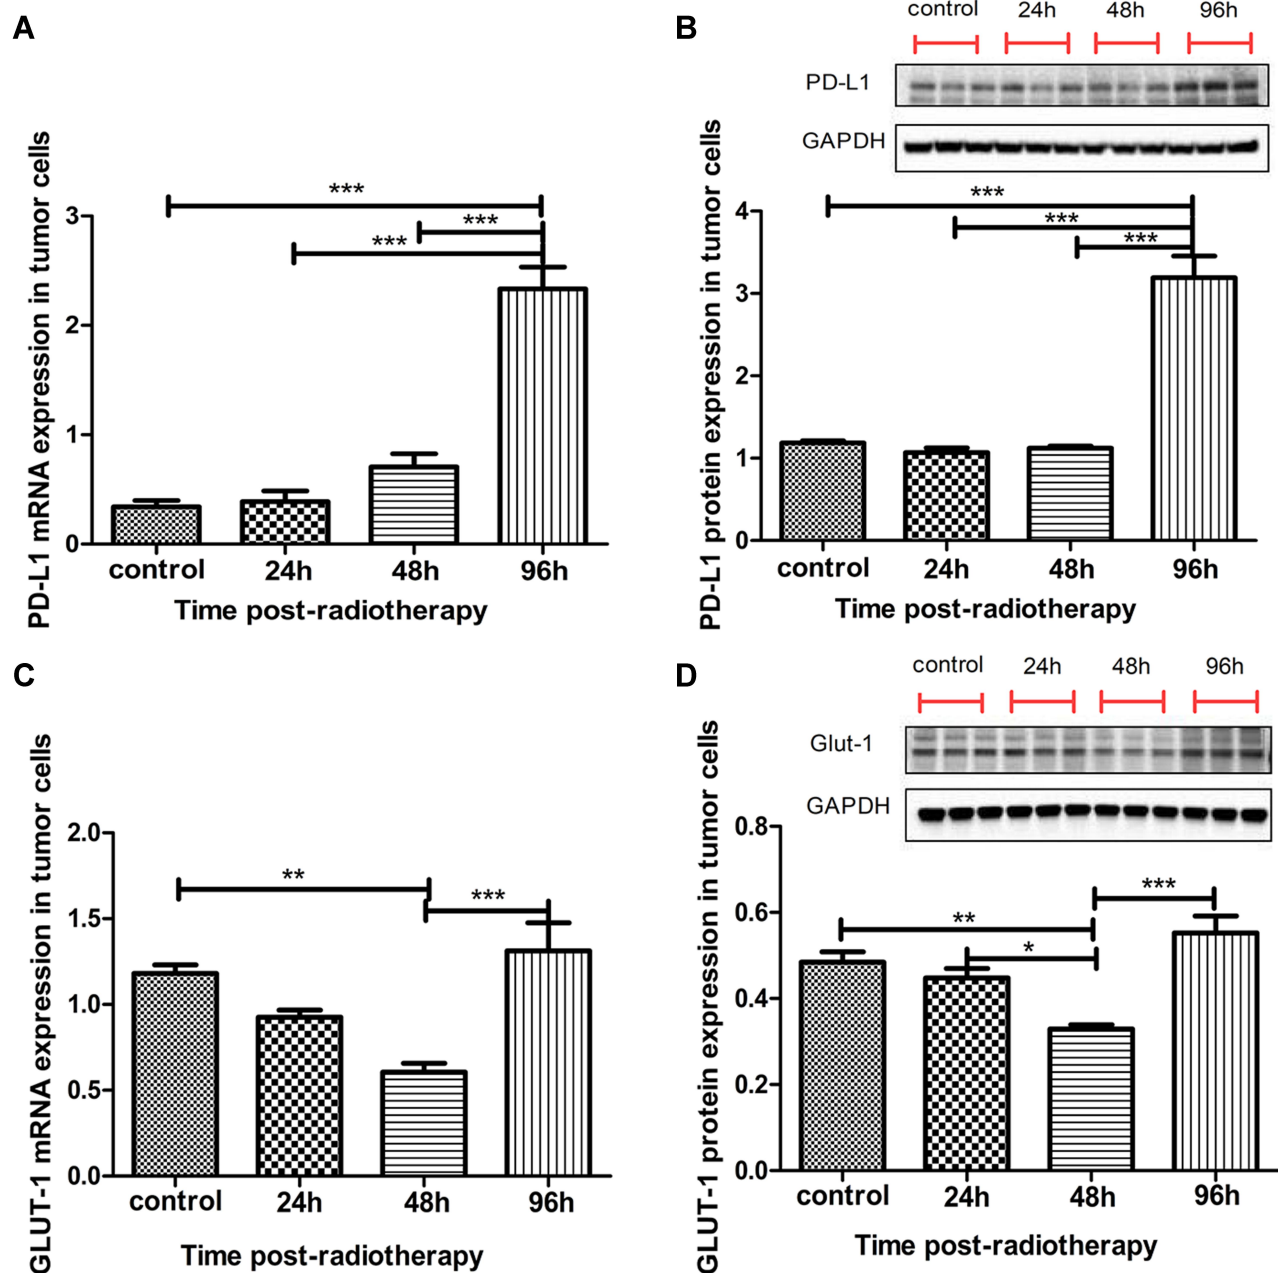 A
PD-L1 mRNA expression in tumor cells
3
2
1
0
***
***
***
control 24h 48h 96h
Time post-radiotherapy
B
control 24h 48h 96h
PD-L1
GAPDH
PD-L1 protein expression in tumor cells
4
3
2
1
0
***
***
***
control 24h 48h 96h
Time post-radiotherapy
C
GLUT-1 mRNA expression in tumor cells
2.0
1.5
1.0
0.5
0.0
**
***
control 24h 48h 96h
Time post-radiotherapy
D
control 24h 48h 96h
Glut-1
GAPDH
GLUT-1 protein expression in tumor cells
0.8
0.6
0.4
0.2
0.0
***
**
*
control 24h 48h 96h
Time post-radiotherapy